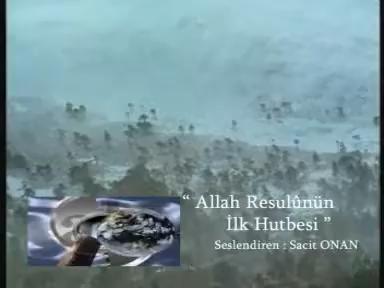 “ Allah Resulûnün
İlk Hutbesi ”
Seslendiren : Sacit ONAN